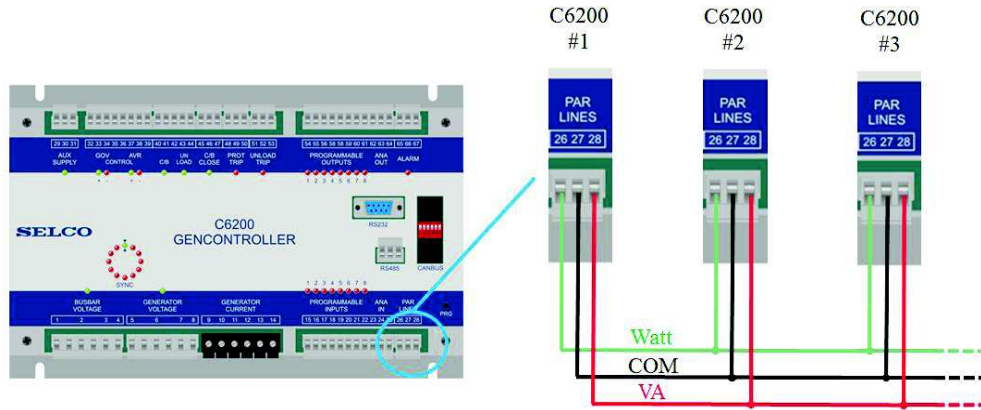 29 30 31 32 33 34 35 36 37 38 39 40 41 42 43 44 45 46 47 48 49 50 51 52 53 54 55 56 57 58 59 60 61 62 63 64 65 66 67
AUX SUPPLY
GOV CONTROL AVR
C/B
UN LOAD
C/B CLOSE
PROT TRIP
UNLOAD TRIP
PROGRAMMABLE OUTPUTS
ANA OUT
ALARM
+ - + -
1 2 3 4 5 6 7 8
SELCO
C6200
GENCONTROLLER
RS232
RS485
CANBUS
SYNC
1 2 3 4 5 6 7 8
BUSBAR VOLTAGE
GENERATOR VOLTAGE
GENERATOR CURRENT
PROGRAMMABLE INPUTS
ANA IN
PAR LINES
PRG
1 2 3 4 5 6 7 8 9 10 11 12 13 14 15 16 17 18 19 20 21 22 23 24 25 26 27 28
C6200
#1
C6200
#2
C6200
#3
PAR
LINES
26 27 28
PAR
LINES
26 27 28
PAR
LINES
26 27 28
Watt
COM
VA